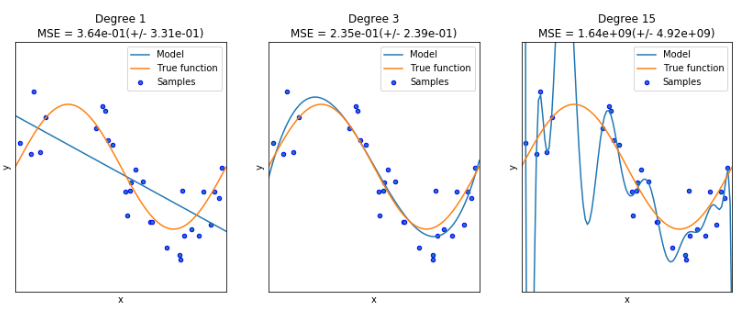 Degree 1
MSE = 3.64e-01(+/- 3.31e-01)
Model
True function
Samples
y
x
Degree 3
MSE = 2.35e-01(+/- 2.39e-01)
Model
True function
Samples
y
x
Degree 15
MSE = 1.64e+09(+/- 4.92e+09)
Model
True function
Samples
y
x